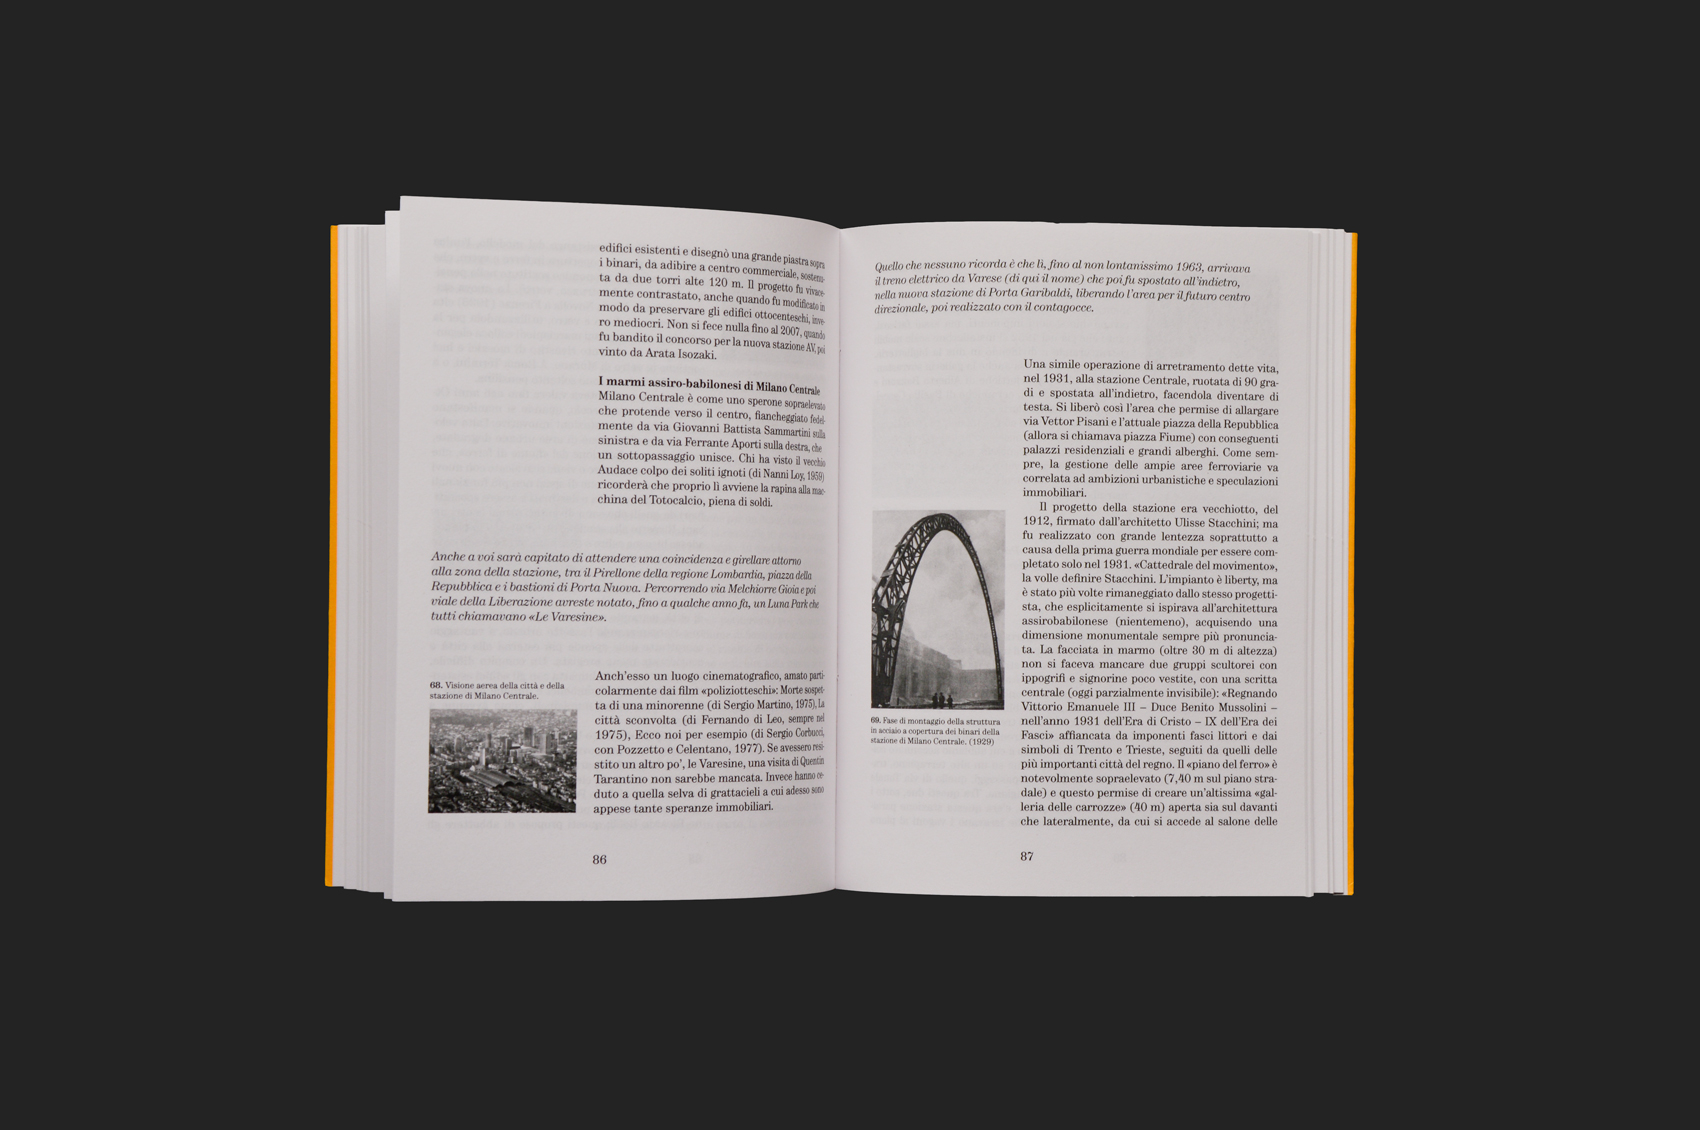 edifici esistenti e disegnò una grande piastra sopra
i binari, da adibire a centro commerciale, sostenu-
ta da due torri alte 120 m. Il progetto fu vivace-
mente contrastato, anche quando fu modificato in
modo da preservare gli edifici ottocenteschi, inve-
ro mediocri. Non si fece nulla fino al 2007, quando
fu bandito il concorso per la nuova stazione AV, poi
vinto da Arata Isozaki.
I marmi assiro-babilonesi di Milano Centrale
Milano Centrale è come uno sperone sopraelevato
che protende verso il centro, fiancheggiato fedel-
mente da via Giovanni Battista Sammartini sulla
sinistra e da via Ferrante Aporti sulla destra, che
un sottopassaggio unisce. Chi ha visto il vecchio
Audace colpo dei soliti ignoti (di Nanni Loy, 1959)
ricorderà che proprio lì avviene la rapina alla mac-
china del Totocalcio, piena di soldi.
Anche a voi sarà capitato di attendere una coincidenza e girellare attorno
alla zona della stazione, tra il Pirellone della regione Lombardia, piazza della
Repubblica e i bastioni di Porta Nuova. Percorrendo via Melchiorre Gioia e poi
viale della Liberazione avreste notato, fino a qualche anno fa, un Luna Park che
tutti chiamavano «Le Varesine».
68. Visione aerea della città e della
stazione di Milano Centrale.
Anch'esso un luogo cinematografico, amato parti-
colarmente dai film «poliziotteschi»: Morte sospet-
ta di una minorenne (di Sergio Martino, 1975), La
città sconvolta (di Fernando di Leo, sempre nel
1975), Ecco noi per esempio (di Sergio Corbucci,
con Pozzetto e Celentano, 1977). Se avessero resi-
stito un altro po', le Varesine, una visita di Quentin
Tarantino non sarebbe mancata. Invece hanno ce-
duto a quella selva di grattacieli a cui adesso sono
appese tante speranze immobiliari.
86
Quello che nessuno ricorda è che lì, fino al non lontanissimo 1963, arrivava
il treno elettrico da Varese (di qui il nome) che poi fu spostato all'indietro,
nella nuova stazione di Porta Garibaldi, liberando l'area per il futuro centro
direzionale, poi realizzato con il contagocce.
Una simile operazione di arretramento dette vita,
nel 1931, alla stazione Centrale, ruotata di 90 gra-
di e spostata all'indietro, facendola diventare di
testa. Si liberò così l'area che permise di allargare
via Vettor Pisani e l'attuale piazza della Repubblica
(allora si chiamava piazza Fiume) con conseguenti
palazzi residenziali e grandi alberghi. Come sem-
pre, la gestione delle ampie aree ferroviarie va
correlata ad ambizioni urbanistiche e speculazioni
immobiliari.
Il progetto della stazione era vecchiotto, del
1912, firmato dall'architetto Ulisse Stacchini; ma
fu realizzato con grande lentezza soprattutto a
causa della prima guerra mondiale per essere com-
pletato solo nel 1931. «Cattedrale del movimento»,
la volle definire Stacchini. L'impianto è liberty, ma
è stato più volte rimaneggiato dallo stesso progetti-
sta, che esplicitamente si ispirava all'architettura
assirobabilonese (nientemeno), acquisendo una
dimensione monumentale sempre più pronuncia-
ta. La facciata in marmo (oltre 30 m di altezza)
non si faceva mancare due gruppi scultorei con
ippogrifi e signorine poco vestite, con una scritta
centrale (oggi parzialmente invisibile): «Regnando
Vittorio Emanuele III – Duce Benito Mussolini –
nell'anno 1931 dell'Era di Cristo – IX dell'Era dei
Fasci» affiancata da imponenti fasci littori e dai
simboli di Trento e Trieste, seguiti da quelli delle
più importanti città del regno. Il «piano del ferro» è
notevolmente sopraelevato (7,40 m sul piano stra-
dale) e questo permise di creare un'altissima «gal-
leria delle carrozze» (40 m) aperta sia sul davanti
che lateralmente, da cui si accede al salone delle
69. Fase di montaggio della struttura
in acciaio a copertura dei binari della
stazione di Milano Centrale. (1929)
87